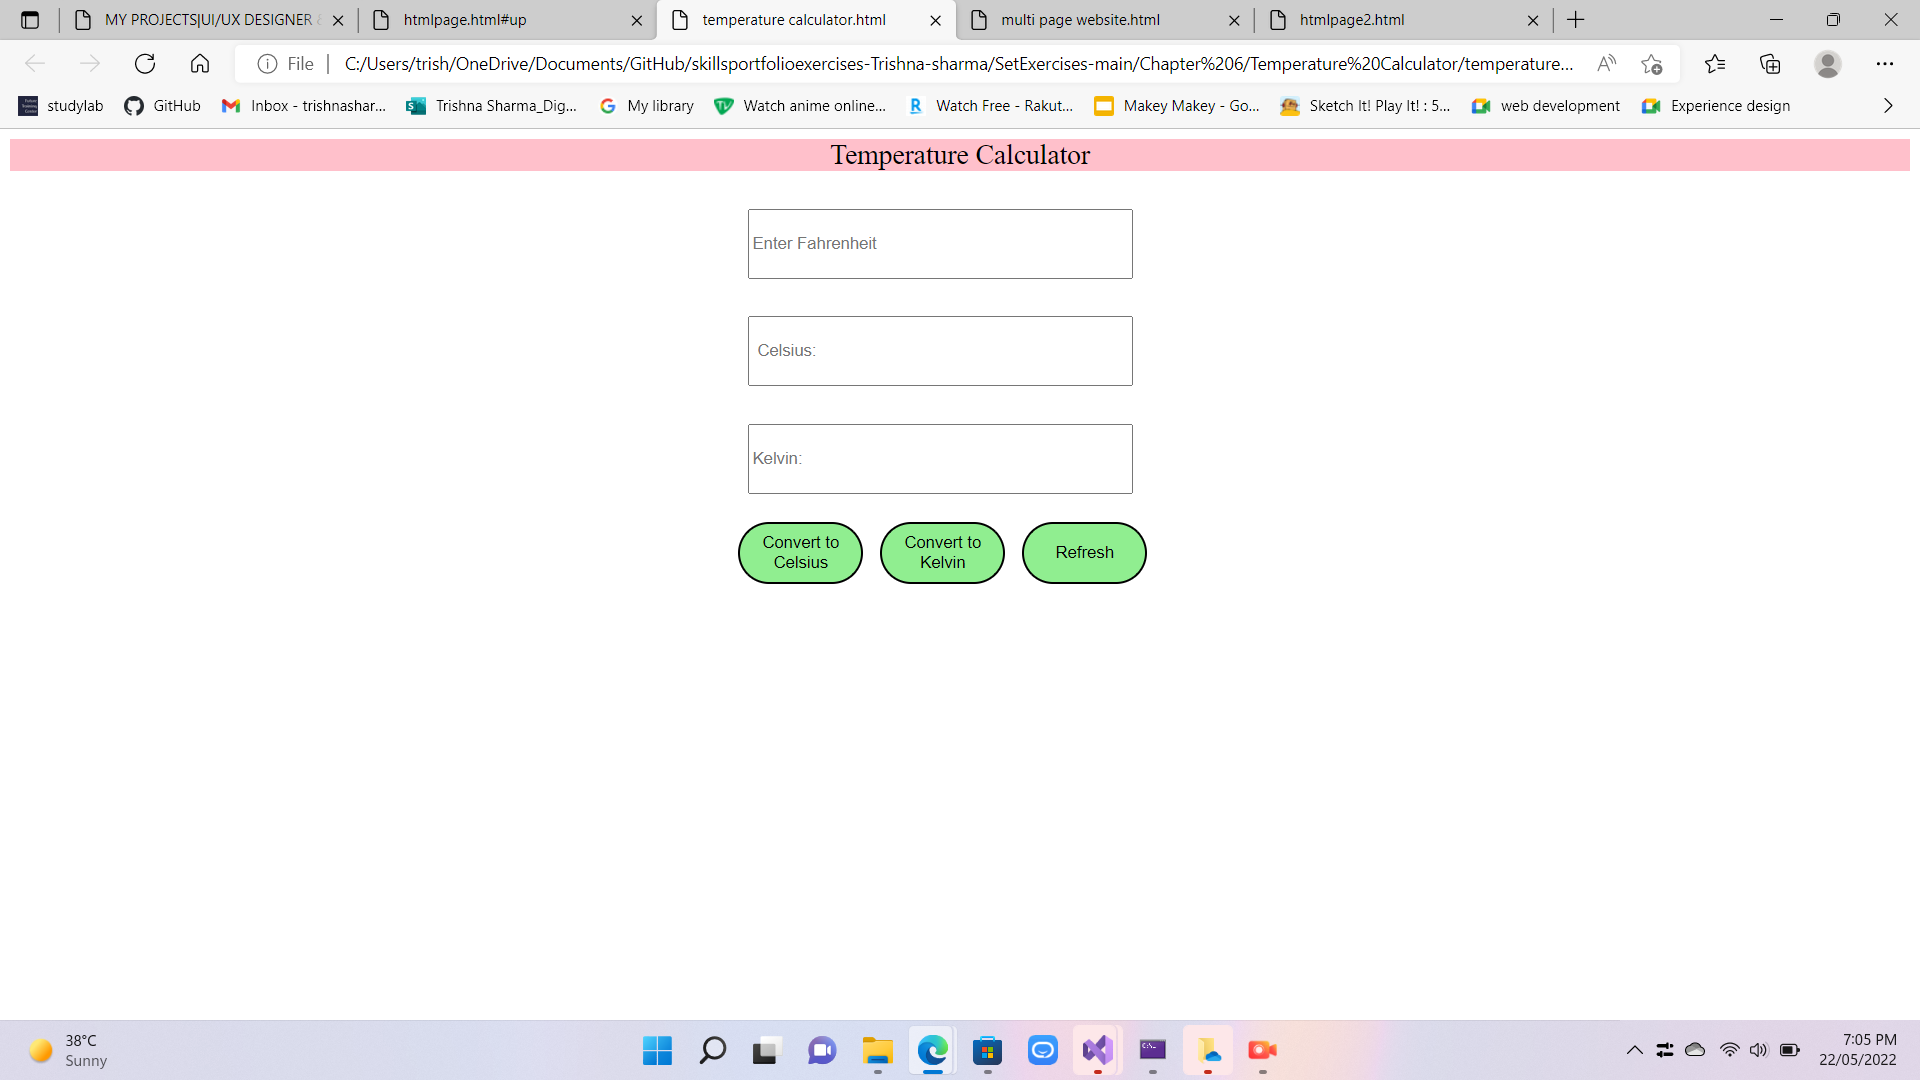 MY PROJECTS|UI/UX DESIGNER
htmlpage.html#up
temperature calculator.html
multi page website.html
htmlpage2.html
File
C:/Users/trish/OneDrive/Documents/GitHub/skillsportfolioexercises-Trishna-sharma/SetExercises-main/Chapter%206/Temperature%20Calculator/temperature...
studylab
GitHub
Inbox - trishnashar...
Trishna Sharma_Dig...
My library
Watch anime online...
Watch Free - Rakut...
Makey Makey - Go...
Sketch It! Play It! : 5...
web development
Experience design
Temperature Calculator
Enter Fahrenheit
Celsius:
Kelvin:
Convert to
Celsius
Convert to
Kelvin
Refresh
38°C
Sunny
7:05 PM
22/05/2022